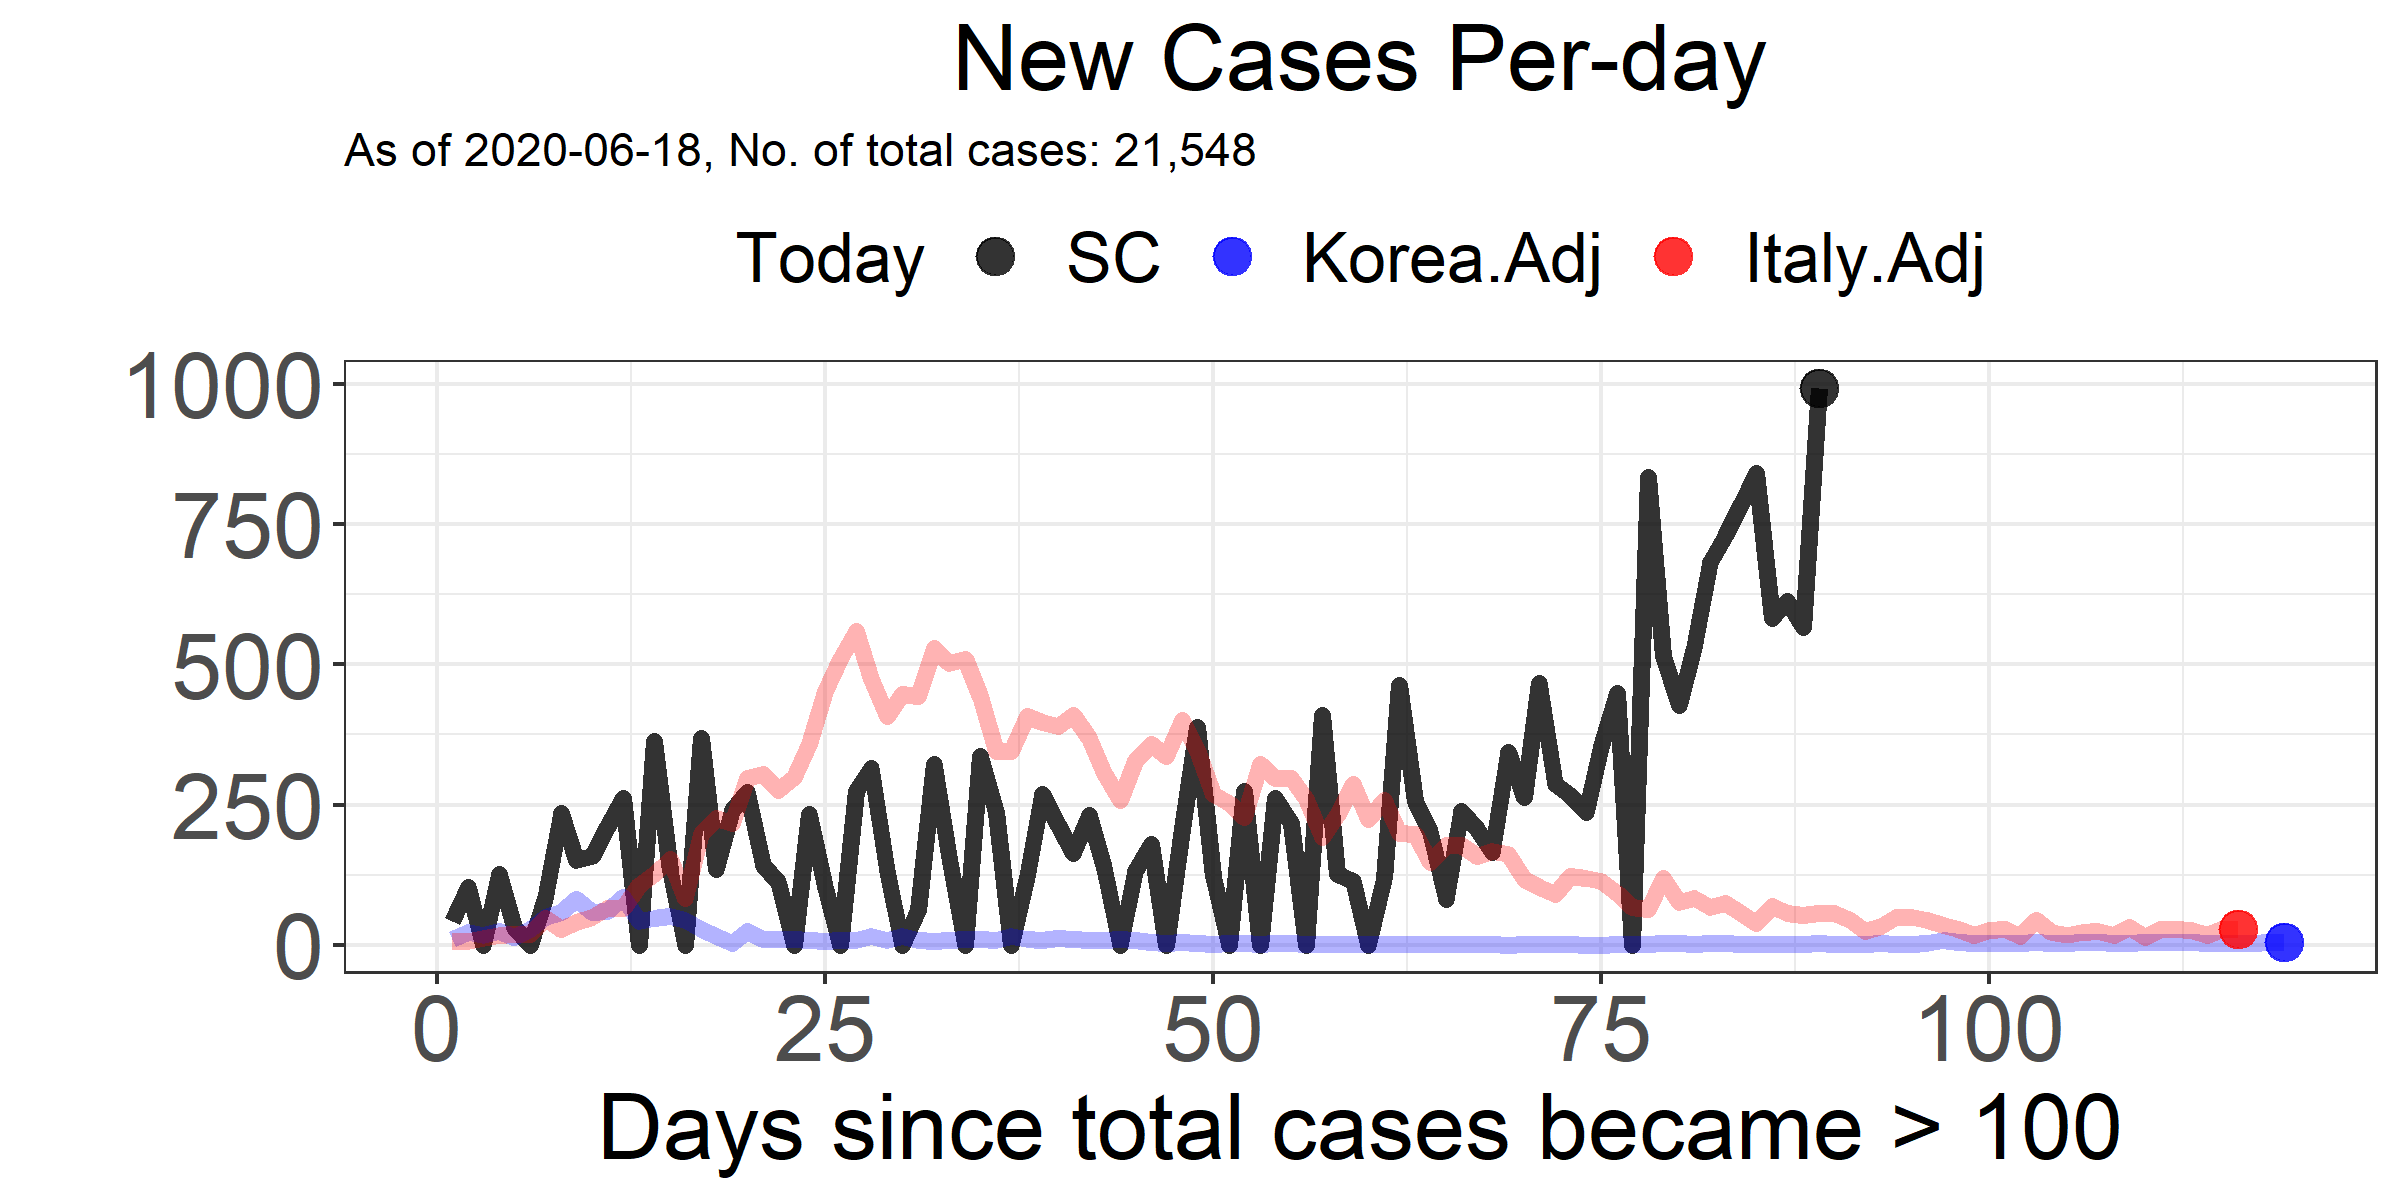 New Cases Per-day
As of 2020-06-18, No. of total cases: 21,548
Today SC Korea.Adj Italy.Adj
1000
750
500
250
0
0 25 50 75 100
Days since total cases became > 100